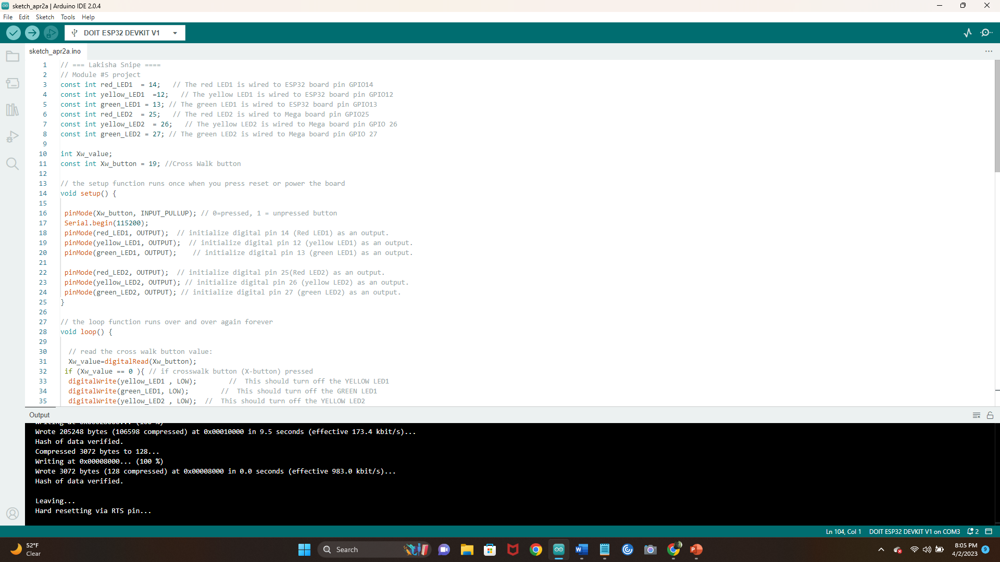 sketch_apr2a | Arduino IDE 2.0.4
File Edit Sketch Tools Help
DOIT ESP32 DEVKIT V1
sketch_apr2a.ino
1 // === Lakisha Snipe ====
2 // Module #5 project
3 const int red_LED1  = 14;   // The red LED1 is wired to ESP32 board pin GPIO14
4 const int yellow_LED1  =12;   // The yellow LED1 is wired to ESP32 board pin GPIO12
5 const int green_LED1 = 13; // The green LED1 is wired to ESP32 board pin GPIO13
6 const int red_LED2  = 25;   // The red LED2 is wired to Mega board pin GPIO25
7 const int yellow_LED2  = 26;   // The yellow LED2 is wired to Mega board pin GPIO 26
8 const int green_LED2 = 27; // The green LED2 is wired to Mega board pin GPIO 27
9
10 int Xw_value;
11 const int Xw_button = 19; //Cross Walk button
12
13 // the setup function runs once when you press reset or power the board
14 void setup() {
15
16 pinMode(Xw_button, INPUT_PULLUP); // 0=pressed, 1 = unpressed button
17 Serial.begin(115200);
18 pinMode(red_LED1, OUTPUT);  // initialize digital pin 14 (Red LED1) as an output.
19 pinMode(yellow_LED1, OUTPUT);  // initialize digital pin 12 (yellow LED1) as an output.
20 pinMode(green_LED1, OUTPUT);    // initialize digital pin 13 (green LED1) as an output.
21
22 pinMode(red_LED2, OUTPUT);  // initialize digital pin 25(Red LED2) as an output.
23 pinMode(yellow_LED2, OUTPUT); // initialize digital pin 26 (yellow LED2) as an output.
24 pinMode(green_LED2, OUTPUT); // initialize digital pin 27 (green LED2) as an output.
25 }
26
27 // the loop function runs over and over again forever
28 void loop() {
29
30 // read the cross walk button value:
31 Xw_value=digitalRead(Xw_button);
32 if (Xw_value == 0 ){ // if crosswalk button (X-button) pressed
33 digitalWrite(yellow_LED1 , LOW);        //  This should turn off the YELLOW LED1
34 digitalWrite(green_LED1, LOW);        //  This should turn off the GREEN LED1
35 digitalWrite(yellow_LED2 , LOW);  //  This should turn off the YELLOW LED2
Output
Wrote 205248 bytes (106598 compressed) at 0x00010000 in 9.5 seconds (effective 173.4 kbit/s)...
Hash of data verified.
Compressed 3072 bytes to 128...
Writing at 0x00008000... (100 %)
Wrote 3072 bytes (128 compressed) at 0x00008000 in 0.0 seconds (effective 983.0 kbit/s)...
Hash of data verified.
Leaving...
Hard resetting via RTS pin...
Ln 104, Col 1 DOIT ESP32 DEVKIT V1 on COM3 2
52°F
Clear
Search
8:05 PM
4/2/2023
9